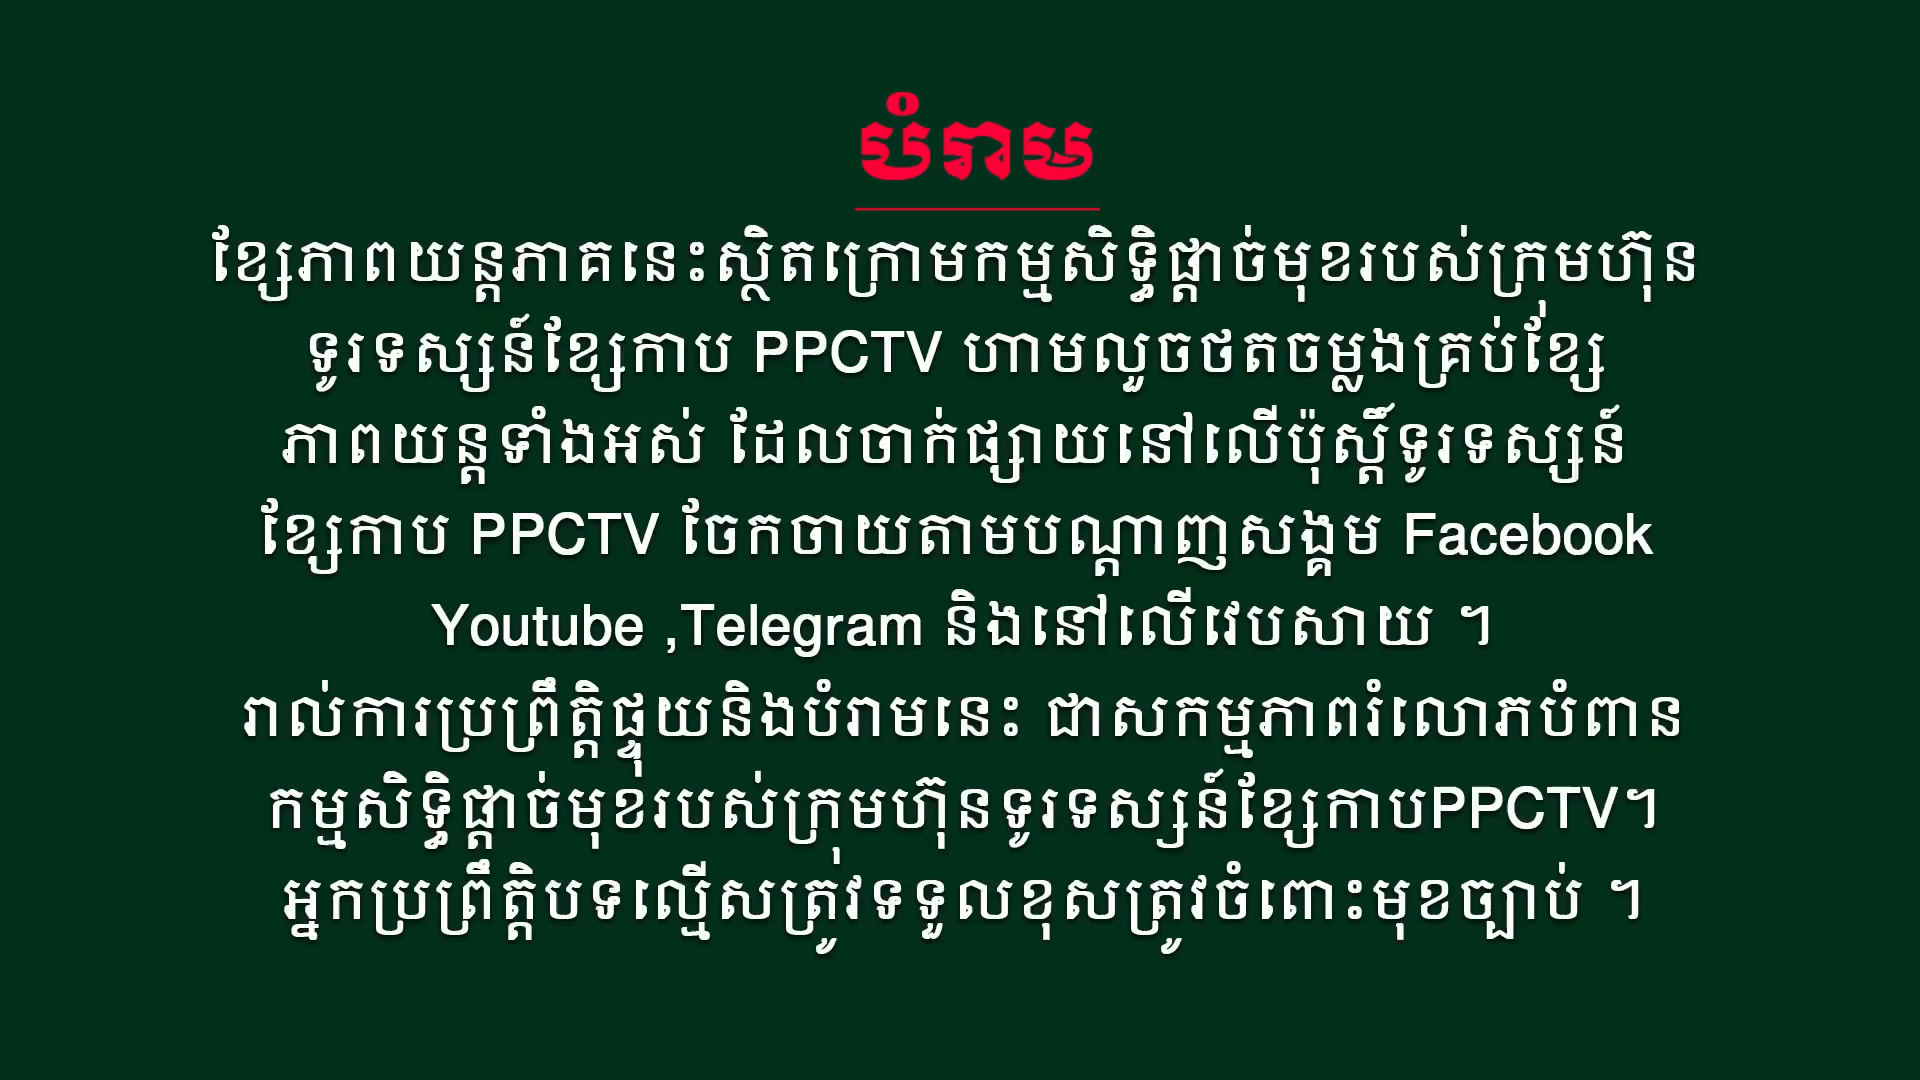 បំរាម
ខ្សែភាពយន្តភាគនេះស្ថិតក្រោមកម្មសិទ្ធិផ្តាច់មុខរបស់ក្រុមហ៊ុន
ទូរទស្សន៍ខ្សែកាប PPCTV ហាមលួចថតចម្លងគ្រប់ខ្សែ
ភាពយន្តទាំងអស់ ដែលចាក់ផ្សាយនៅលើប៉ុស្តិ៍ទូរទស្សន៍
ខ្សែកាប PPCTV ចែកចាយតាមបណ្តាញសង្គម Facebook
Youtube ,Telegram និងនៅលើវេបសាយ ។
រាល់ការប្រព្រឹត្តិផ្ទុយនិងបំរាមនេះ ជាសកម្មភាពរំលោភបំពាន
កម្មសិទ្ធិផ្តាច់មុខរបស់ក្រុមហ៊ុនទូរទស្សន៍ខ្សែកាបPPCTV។
អ្នកប្រព្រឹត្តិបទល្មើសត្រូវទទួលខុសត្រូវចំពោះមុខច្បាប់ ។